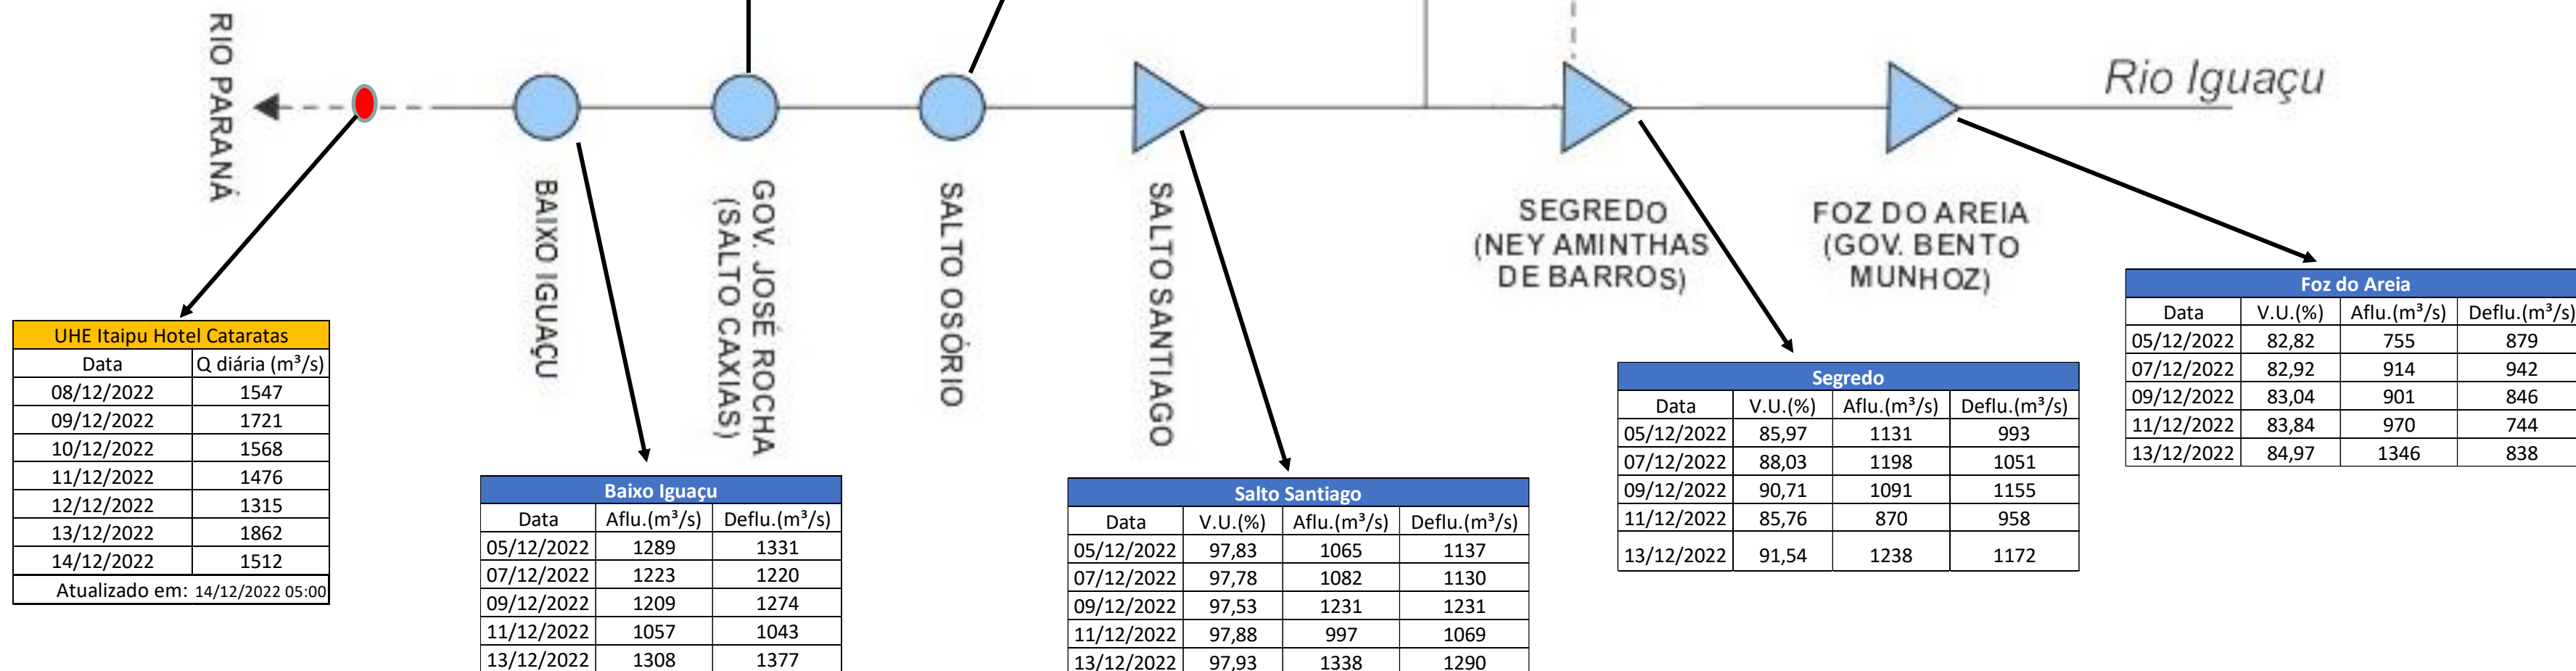 RIO PARANÁ
Rio Iguaçu
BAIXO IGUAÇU
GOV. JOSÉ ROCHA
(SALTO CAXIAS)
SALTO OSÓRIO
SALTO SANTIAGO
SEGREDO
(NEY AMINTHAS
DE BARROS)
FOZ DO AREIA
(GOV. BENTO
MUNHOZ)
UHE Itaipu Hotel Cataratas
Data Q diária (m³/s)
08/12/2022 1547
09/12/2022 1721
10/12/2022 1568
11/12/2022 1476
12/12/2022 1315
13/12/2022 1862
14/12/2022 1512
Atualizado em: 14/12/2022 05:00
Baixo Iguaçu
Data Aflu.(m³/s) Deflu.(m³/s)
05/12/2022 1289 1331
07/12/2022 1223 1220
09/12/2022 1209 1274
11/12/2022 1057 1043
13/12/2022 1308 1377
Salto Santiago
Data V.U.(%) Aflu.(m³/s) Deflu.(m³/s)
05/12/2022 97,83 1065 1137
07/12/2022 97,78 1082 1130
09/12/2022 97,53 1231 1231
11/12/2022 97,88 997 1069
13/12/2022 97,93 1338 1290
Segredo
Data V.U.(%) Aflu.(m³/s) Deflu.(m³/s)
05/12/2022 85,97 1131 993
07/12/2022 88,03 1198 1051
09/12/2022 90,71 1091 1155
11/12/2022 85,76 870 958
13/12/2022 91,54 1238 1172
Foz do Areia
Data V.U.(%) Aflu.(m³/s) Deflu.(m³/s)
05/12/2022 82,82 755 879
07/12/2022 82,92 914 942
09/12/2022 83,04 901 846
11/12/2022 83,84 970 744
13/12/2022 84,97 1346 838